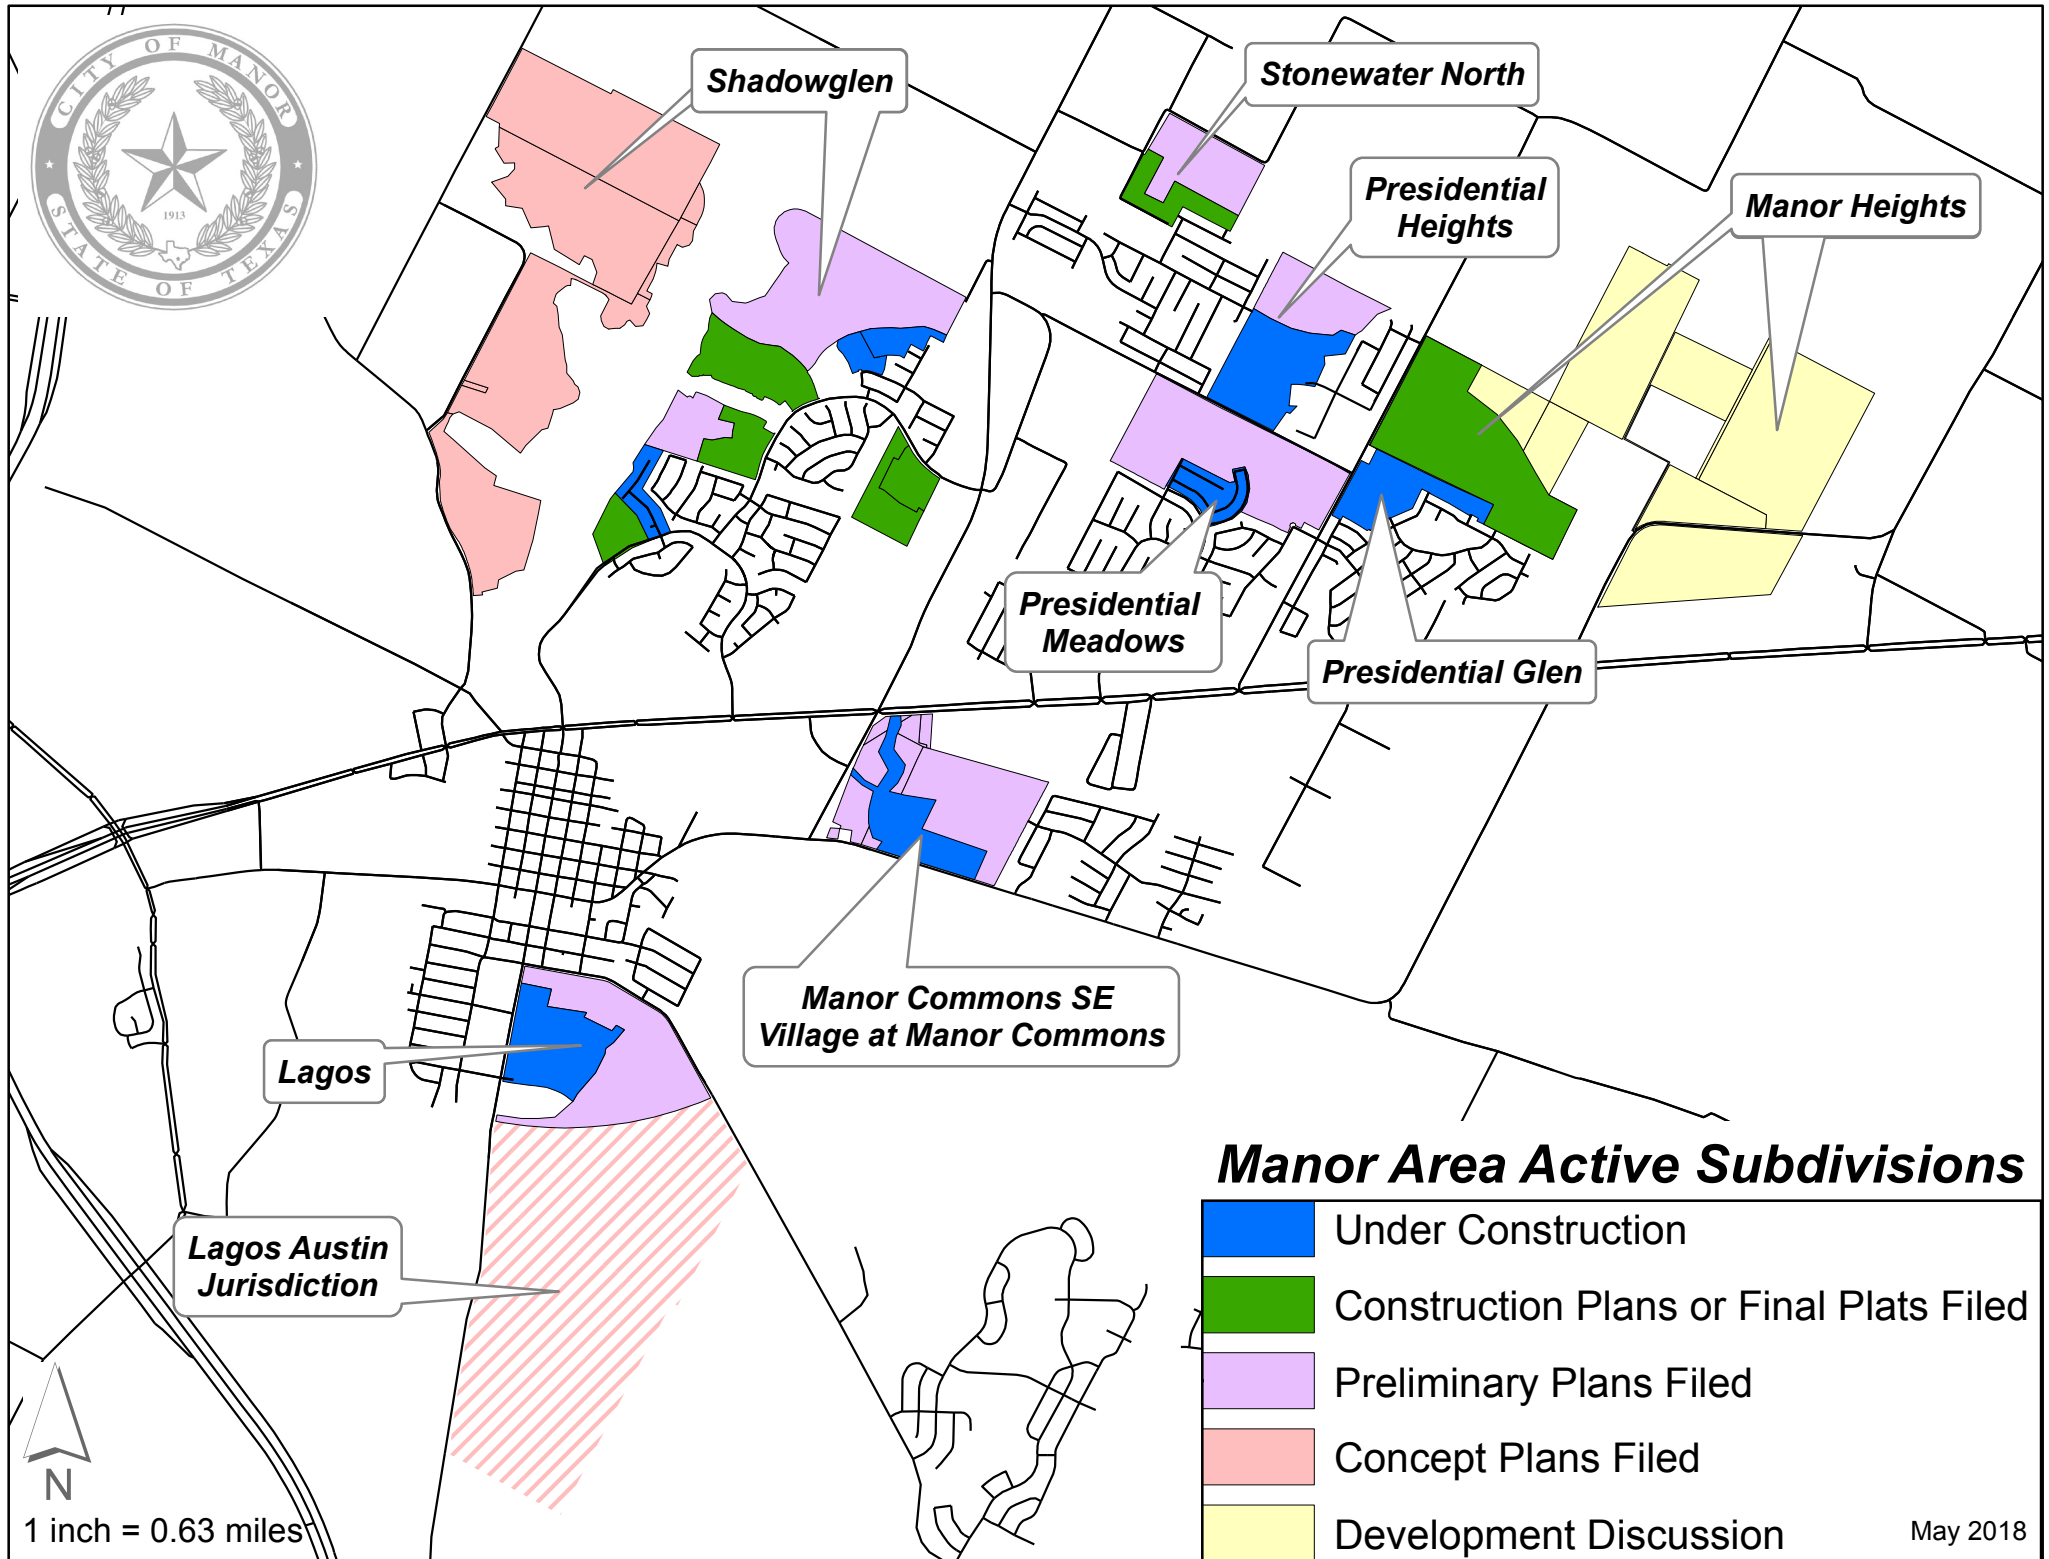 CITY OF MANOR
1913
STATE OF TEXAS
Shadowglen
Stonewater North
Presidential
Heights
Manor Heights
Presidential
Meadows
Presidential Glen
Manor Commons SE
Village at Manor Commons
Lagos
Lagos Austin
Jurisdiction
Manor Area Active Subdivisions
Under Construction
Construction Plans or Final Plats Filed
Preliminary Plans Filed
Concept Plans Filed
Development Discussion
May 2018
N
1 inch = 0.63 miles